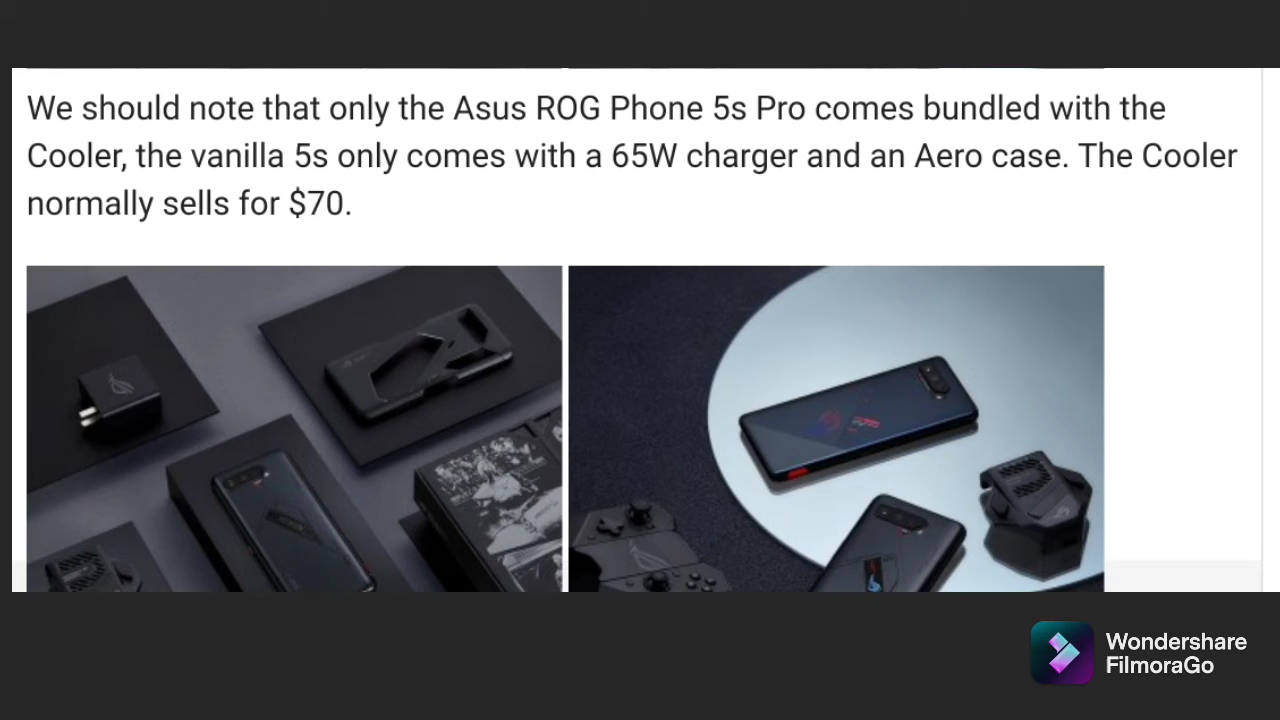 We should note that only the Asus ROG Phone 5s Pro comes bundled with the
Cooler, the vanilla 5s only comes with a 65W charger and an Aero case. The Cooler
normally sells for $70.
Wondershare
FilmoraGo